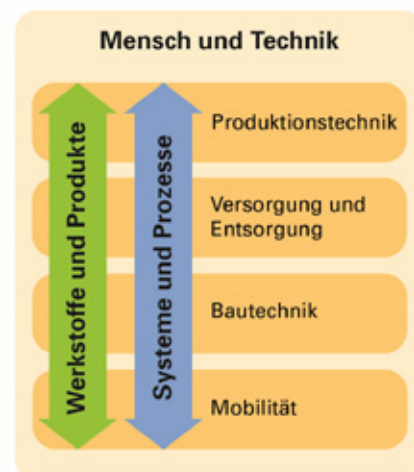 Mensch und Technik
Werkstoffe und Produkte
Systeme und Prozesse
Produktionstechnik
Versorgung und
Entsorgung
Bautechnik
Mobilität